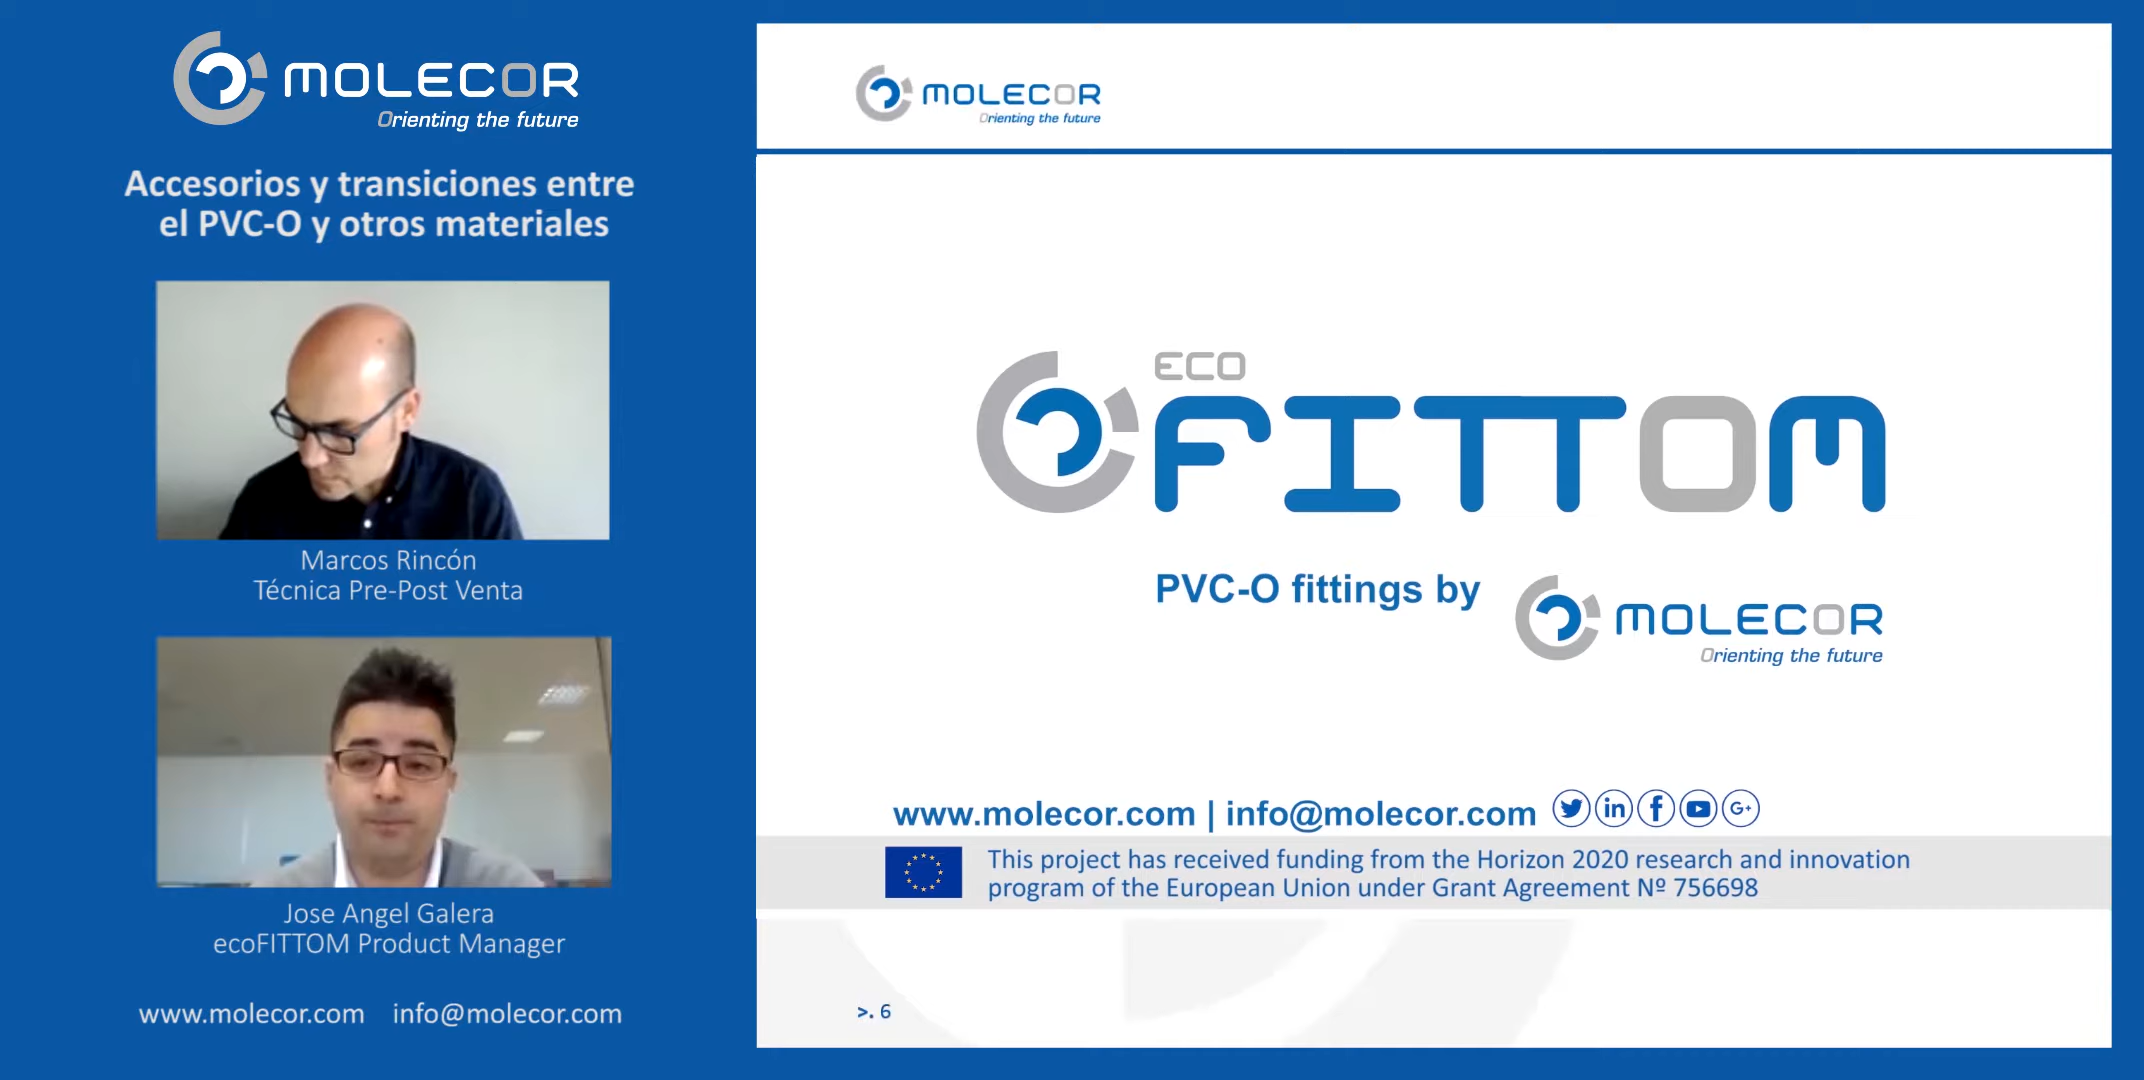 MOLECOR
Orienting the future
Accesorios y transiciones entre
el PVC-O y otros materiales
Marcos Rincón
Técnica Pre-Post Venta
Jose Angel Galera
ecoFITTOM Product Manager
www.molecor.com info@molecor.com
MOLECOR
Orienting the future
ECO
FITTOM
PVC-O fittings by
MOLECOR
Orienting the future
www.molecor.com | info@molecor.com
This project has received funding from the Horizon 2020 research and innovation
program of the European Union under Grant Agreement Nº 756698
>. 6